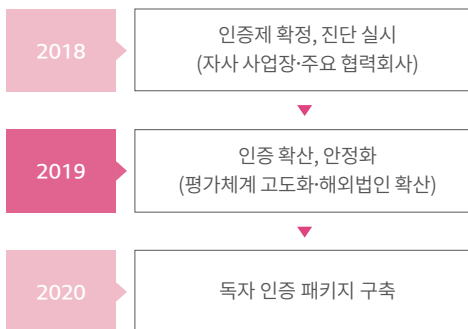 2018
인증제 확정, 진단 실시
(자사 사업장·주요 협력회사)
2019
인증 확산, 안정화
(평가체계 고도화·해외법인 확산)
2020
독자 인증 패키지 구축